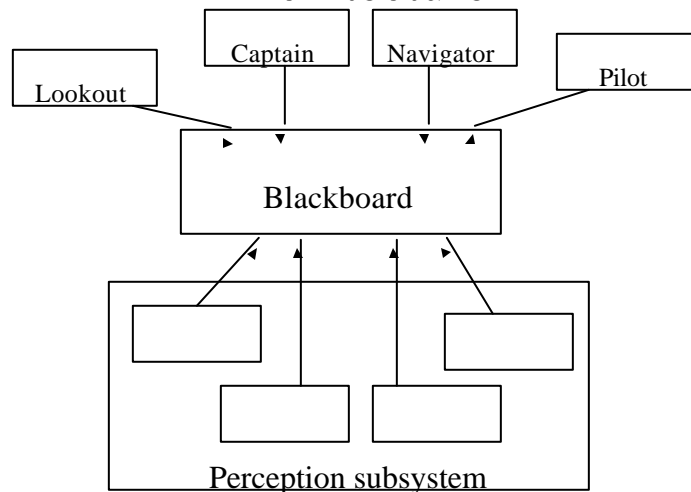 Captain
Navigator
Lookout
Pilot
Blackboard
Perception subsystem